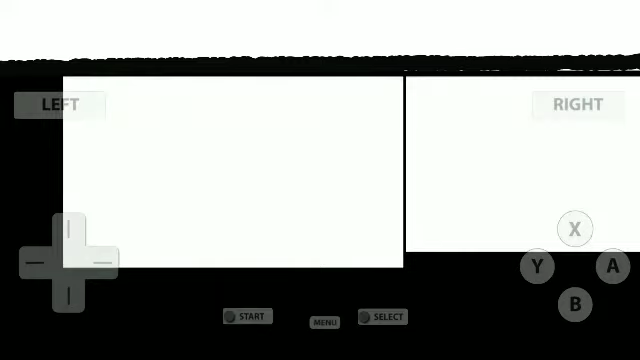 LEFT
RIGHT
X
Y
A
B
START
MENU
SELECT